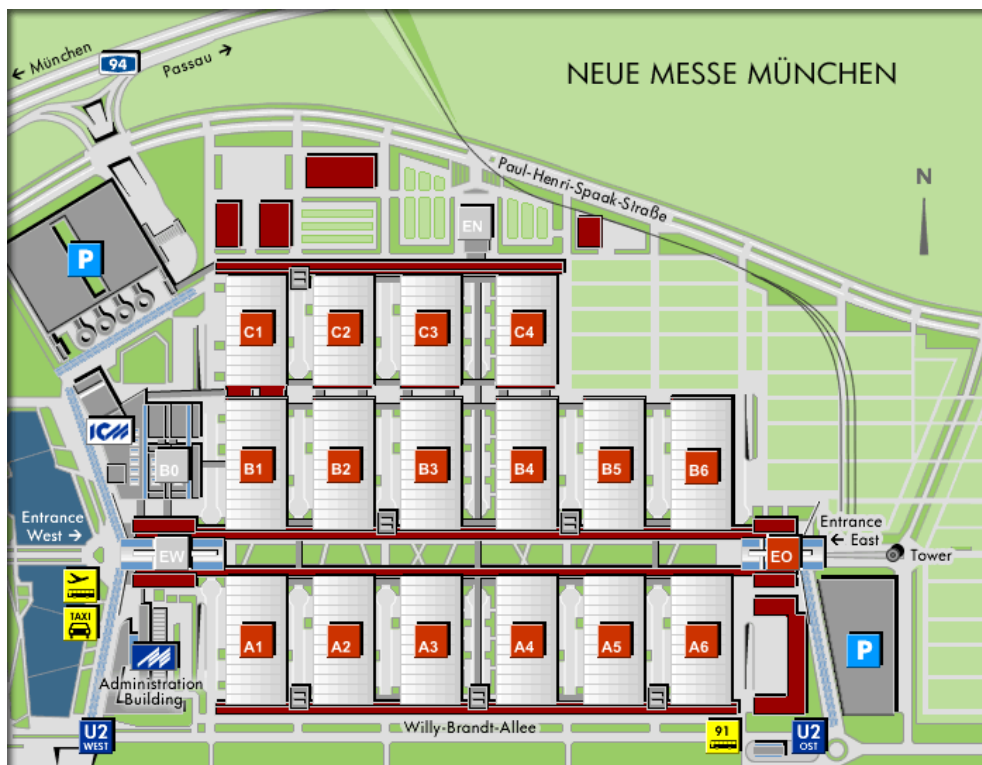 ← München
94
Passau →
NEUE MESSE MÜNCHEN
Paul-Henri-Spaak-Straße
N
EN
P
C1 C2 C3 C4
ICM
B0 B1 B2 B3 B4 B5 B6
Entrance
West →
EW
EO
Entrance
← East
Tower
TAXI
A1 A2 A3 A4 A5 A6
P
Administration
Building
U2
WEST
Willy-Brandt-Allee
91
U2
OST